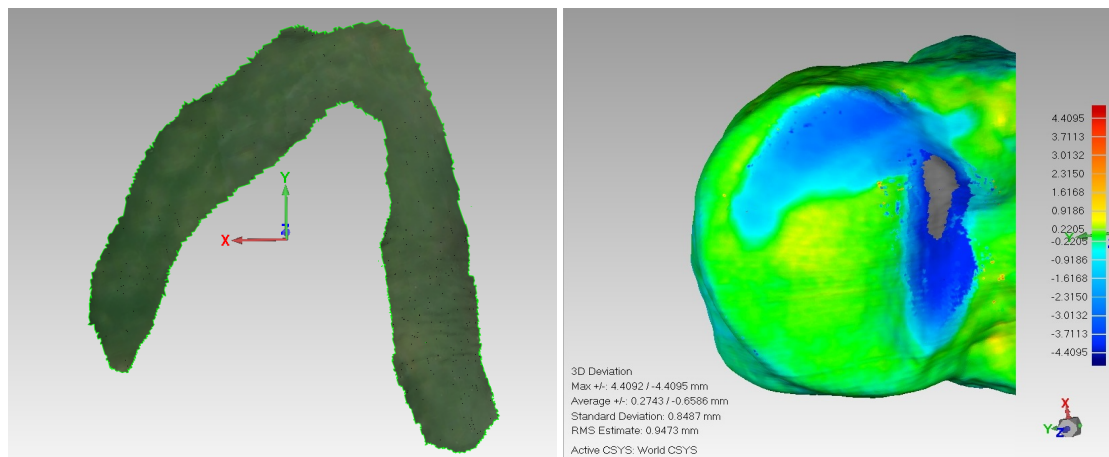 Y
X
Z
4.4095
3.7113
3.0132
2.3150
1.6168
0.9186
0.2205
-0.2205
-0.9186
-1.6168
-2.3150
-3.0132
-3.7113
-4.4095
Y
3D Deviation
Max +/-: 4.4092 / -4.4095 mm
Average +/-: 0.2743 / -0.6586 mm
Standard Deviation: 0.8487 mm
RMS Estimate: 0.9473 mm
Active CSYS: World CSYS
X
Y
Z